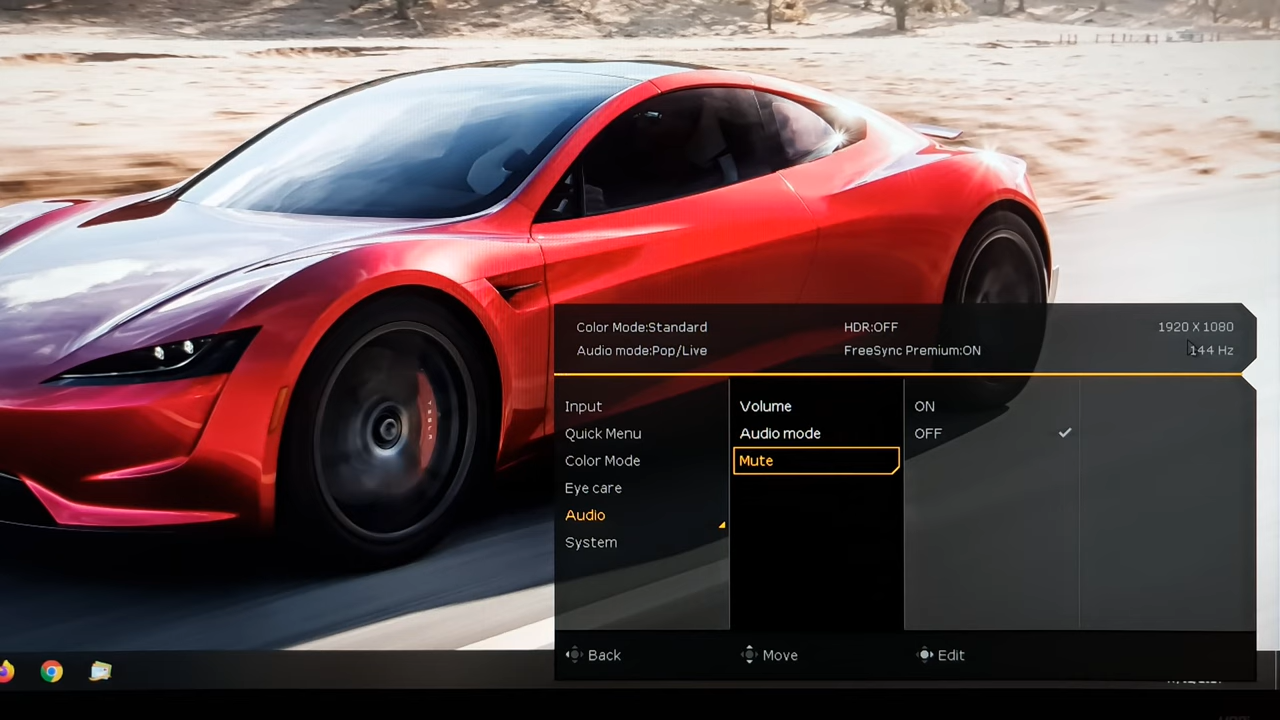 TESLA
Color Mode:Standard
HDR:OFF
1920 X 1080
Audio mode:Pop/Live
FreeSync Premium:ON
144 Hz
Input
Quick Menu
Color Mode
Eye care
Audio
System
Volume
Audio mode
Mute
ON
OFF
Back
Move
Edit